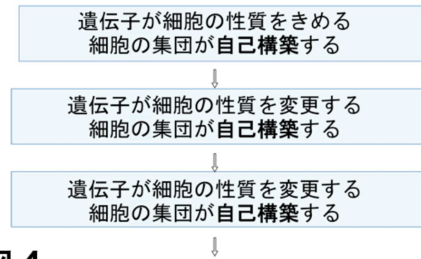 遺伝子が細胞の性質をきめる
細胞の集団が自己構築する
遺伝子が細胞の性質を変更する
細胞の集団が自己構築する
遺伝子が細胞の性質を変更する
細胞の集団が自己構築する
図 4